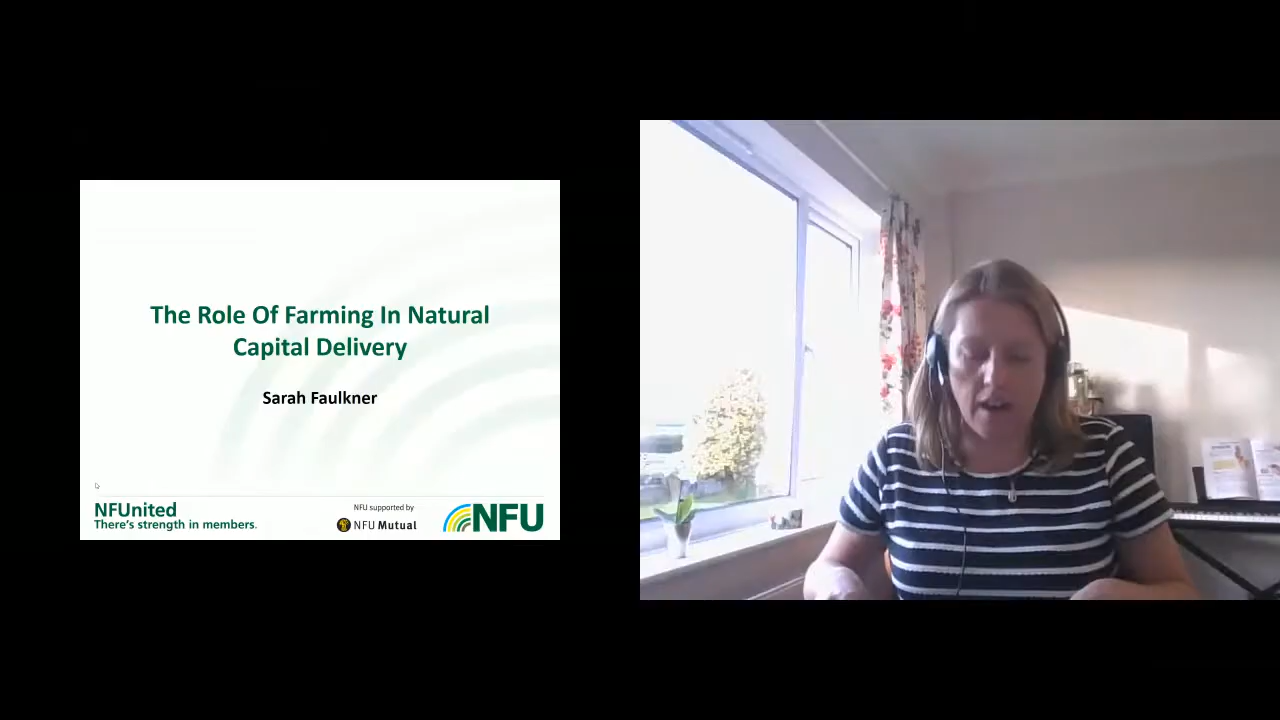 The Role Of Farming In Natural
Capital Delivery
Sarah Faulkner
NFUnited
There's strength in members.
NFU supported by
NFU Mutual
NFU